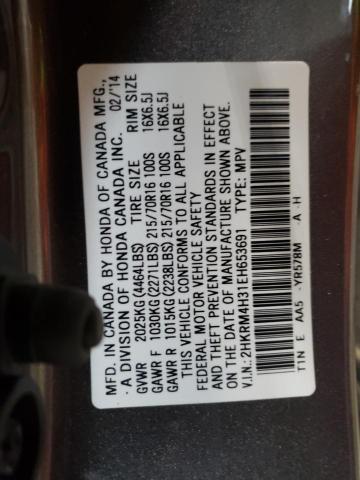 MFD. IN CANADA BY HONDA OF CANADA MFG.,
A DIVISION OF HONDA CANADA INC. 02/'14
GVWR 2025KG(4464LBS) TIRE SIZE RIM SIZE
GAWR F 1030KG(2271LBS) 215/70R16 100S 16X6.5J
GAWR R 1015KG(2238LBS) 215/70R16 100S 16X6.5J
THIS VEHICLE CONFORMS TO ALL APPLICABLE
FEDERAL MOTOR VEHICLE SAFETY
AND THEFT PREVENTION STANDARDS IN EFFECT
ON THE DATE OF MANUFACTURE SHOWN ABOVE.
V.I.N.: 2HKRM4H31EH653691 TYPE: MPV
TIN E AA5 -YR578M -A -H